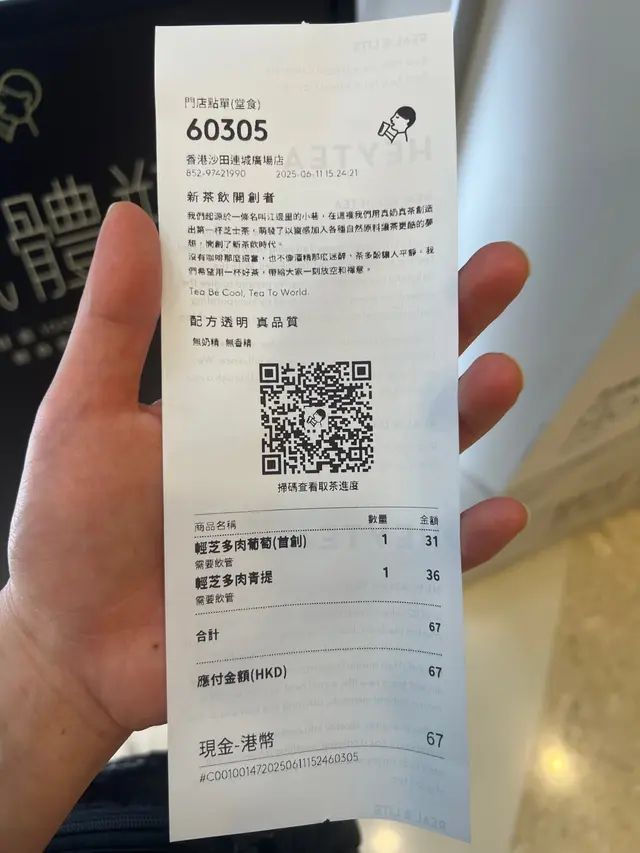 門店點單(堂食)
60305
香港沙田連城廣場店
852-97421990 2025-06-11 15:24:21
新茶飲開創者
我們起源於一條名叫江邊里的小巷，在這裡我們用真奶真茶創造
出第一杯芝士茶。萌發了以靈感加入各種自然原料讓茶更酷的夢
想，開創了新茶飲時代。
沒有咖啡那麼提奮，也不像酒精那麼迷醉，茶多酚讓人平靜。我
們希望用一杯好茶，帶給大家一刻放空和禪意。
Tea Be Cool, Tea To World.
配方透明 真品質
無奶精 無香精
掃碼查看取茶進度
商品名稱 數量 金額
輕芝多肉葡萄(首創) 1 31
需要飲管
輕芝多肉青提 1 36
需要飲管
合計 67
應付金額(HKD) 67
現金-港幣 67
#C0010014720250611152460305
HEYTEA
體